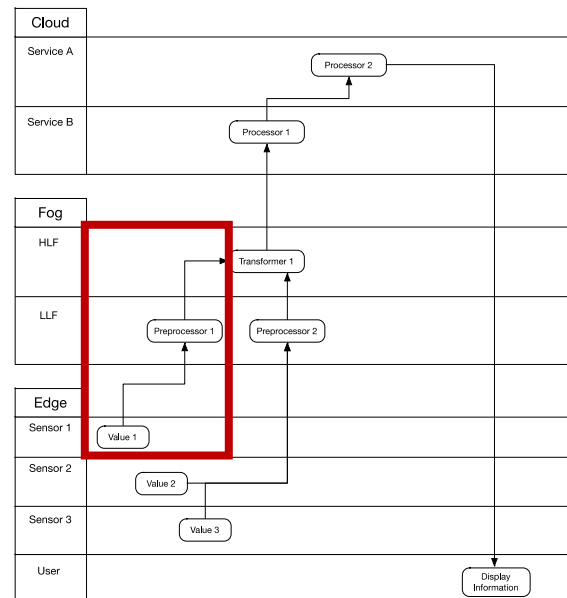 Cloud
Service A
Processor 2
Service B
Processor 1
Fog
HLF
Transformer 1
LLF
Preprocessor 1
Preprocessor 2
Edge
Sensor 1
Value 1
Sensor 2
Value 2
Sensor 3
Value 3
User
Display
Information